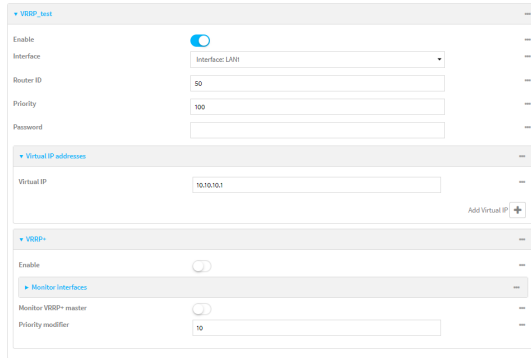 VRRP_test
Enable
Interface
Interface: LAN1
Router ID
50
Priority
100
Password
Virtual IP addresses
Virtual IP
10.10.10.1
Add Virtual IP
VRRP+
Enable
Monitor interfaces
Monitor VRRP+ master
Priority modifier
10